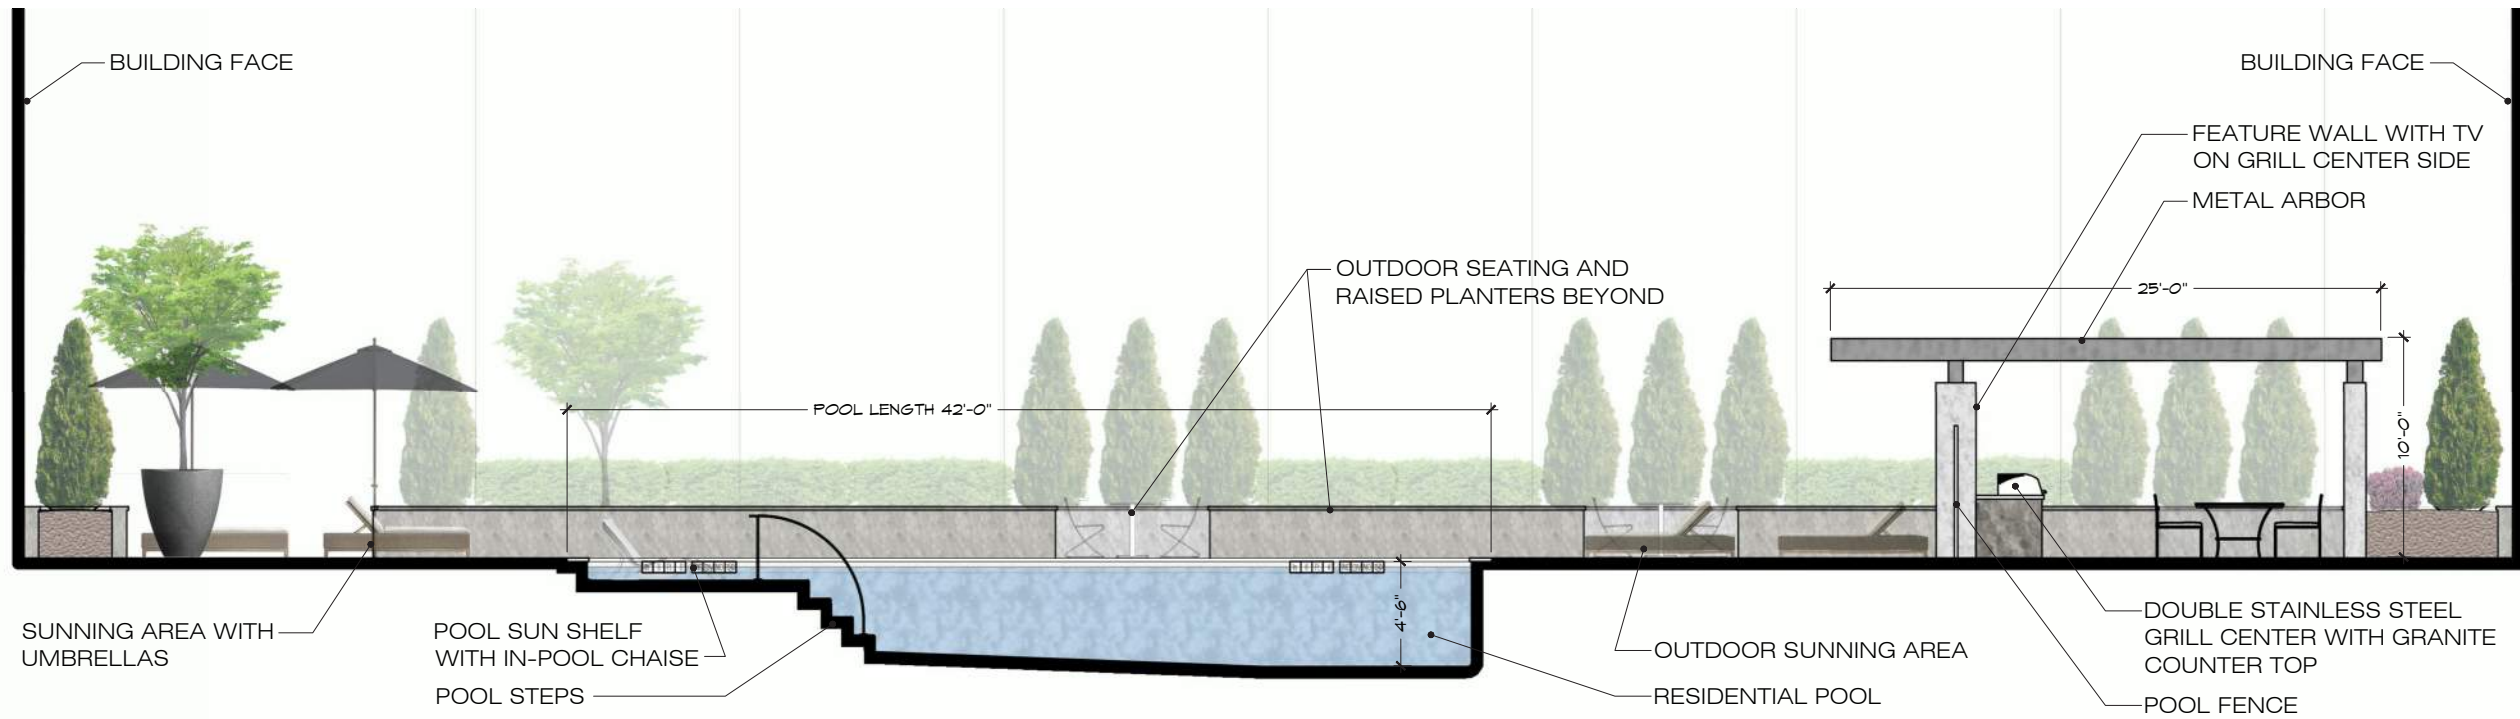 BUILDING FACE
BUILDING FACE
FEATURE WALL WITH TV
ON GRILL CENTER SIDE
METAL ARBOR
OUTDOOR SEATING AND
RAISED PLANTERS BEYOND
25'-0"
POOL LENGTH 42'-0"
10'-0"
4'-6"
SUNNING AREA WITH
UMBRELLAS
POOL SUN SHELF
WITH IN-POOL CHAISE
POOL STEPS
OUTDOOR SUNNING AREA
RESIDENTIAL POOL
DOUBLE STAINLESS STEEL
GRILL CENTER WITH GRANITE
COUNTER TOP
POOL FENCE